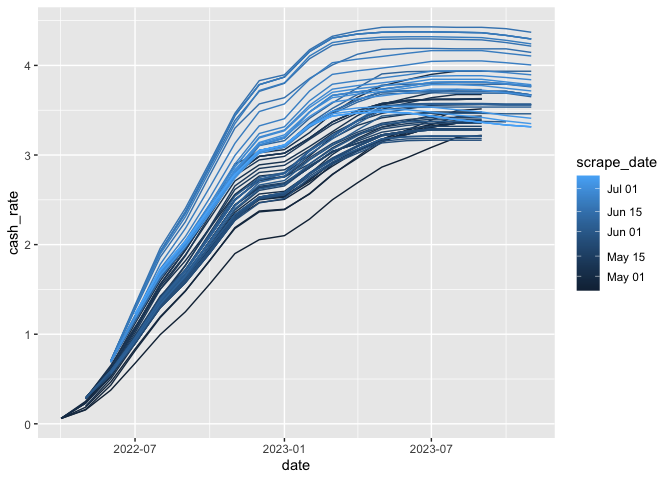 4
3
2
1
0
cash_rate
2022-07
2023-01
2023-07
date
scrape_date
Jul 01
Jun 15
Jun 01
May 15
May 01